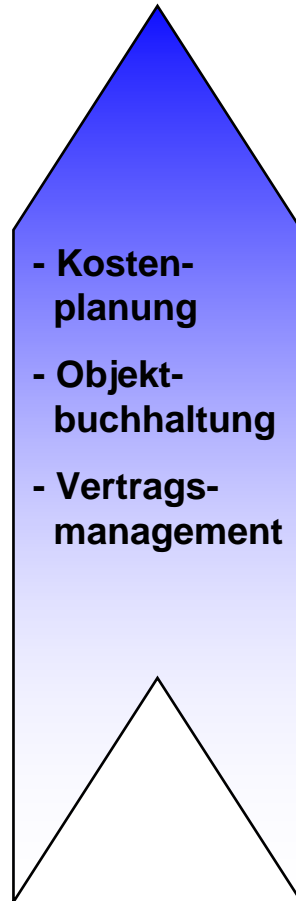 - Kosten-
planung
- Objekt-
buchhaltung
- Vertrags-
management